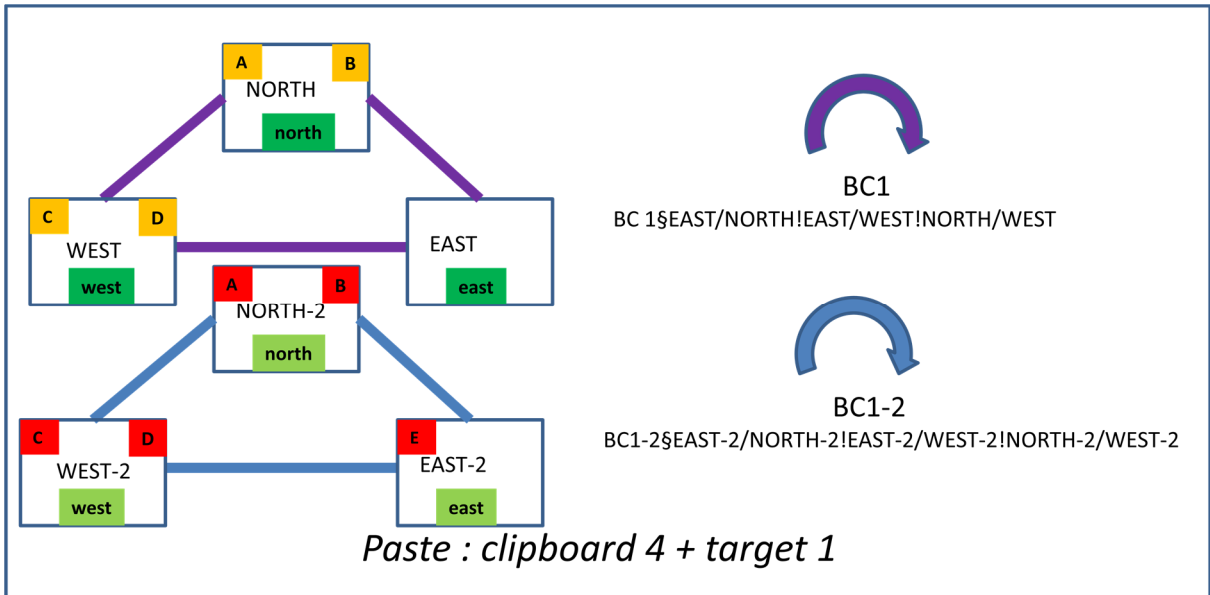 A B
NORTH
north
C D
WEST
west
EAST
east
A B
NORTH-2
north
C D
WEST-2
west
E
EAST-2
east
BC1
BC 1§EAST/NORTH!EAST/WEST!NORTH/WEST
BC1-2
BC1-2§EAST-2/NORTH-2!EAST-2/WEST-2!NORTH-2/WEST-2
Paste : clipboard 4 + target 1